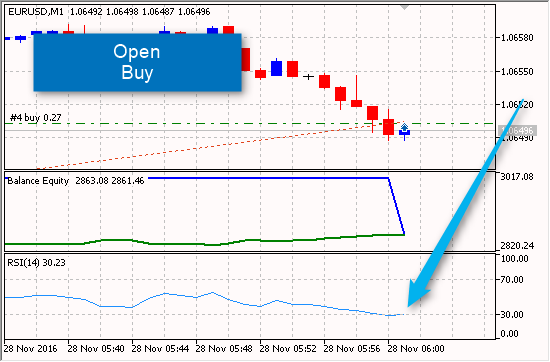 EURUSD,M1 1.06492 1.06498 1.06487 1.06496
Open
Buy
1.06580
1.06550
1.06520
#4 buy 0.27
1.06496
1.06490
Balance Equity 2863.08 2861.46
3017.08
2820.24
RSI(14) 30.23
100.00
70.00
30.00
0.00
28 Nov 2016 28 Nov 05:40 28 Nov 05:44 28 Nov 05:48 28 Nov 05:52 28 Nov 05:56 28 Nov 06:00